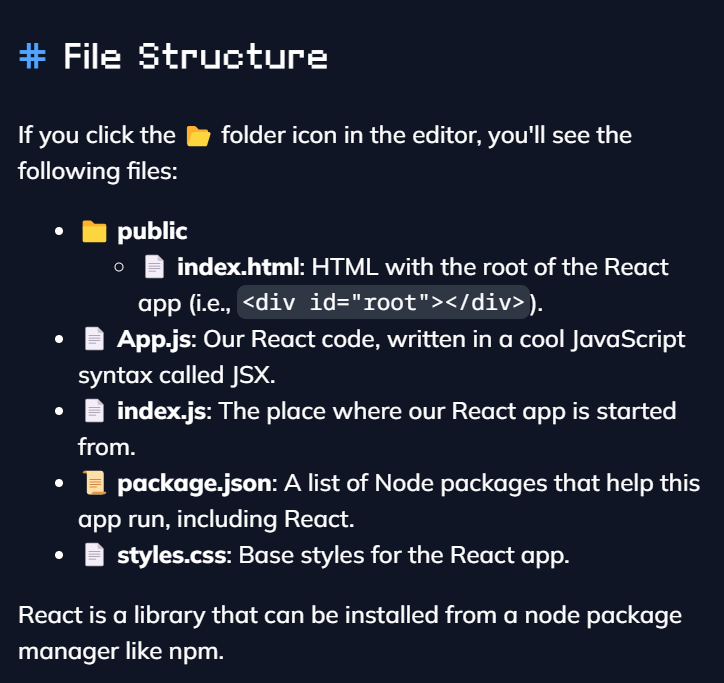 # File Structure
If you click the 📂 folder icon in the editor, you'll see the
following files:
• 📁 public
◦ 📄 index.html: HTML with the root of the React
app (i.e., <div id="root"></div>).
• 📄 App.js: Our React code, written in a cool JavaScript
syntax called JSX.
• 📄 index.js: The place where our React app is started
from.
• 📜 package.json: A list of Node packages that help this
app run, including React.
• 📄 styles.css: Base styles for the React app.
React is a library that can be installed from a node package
manager like npm.